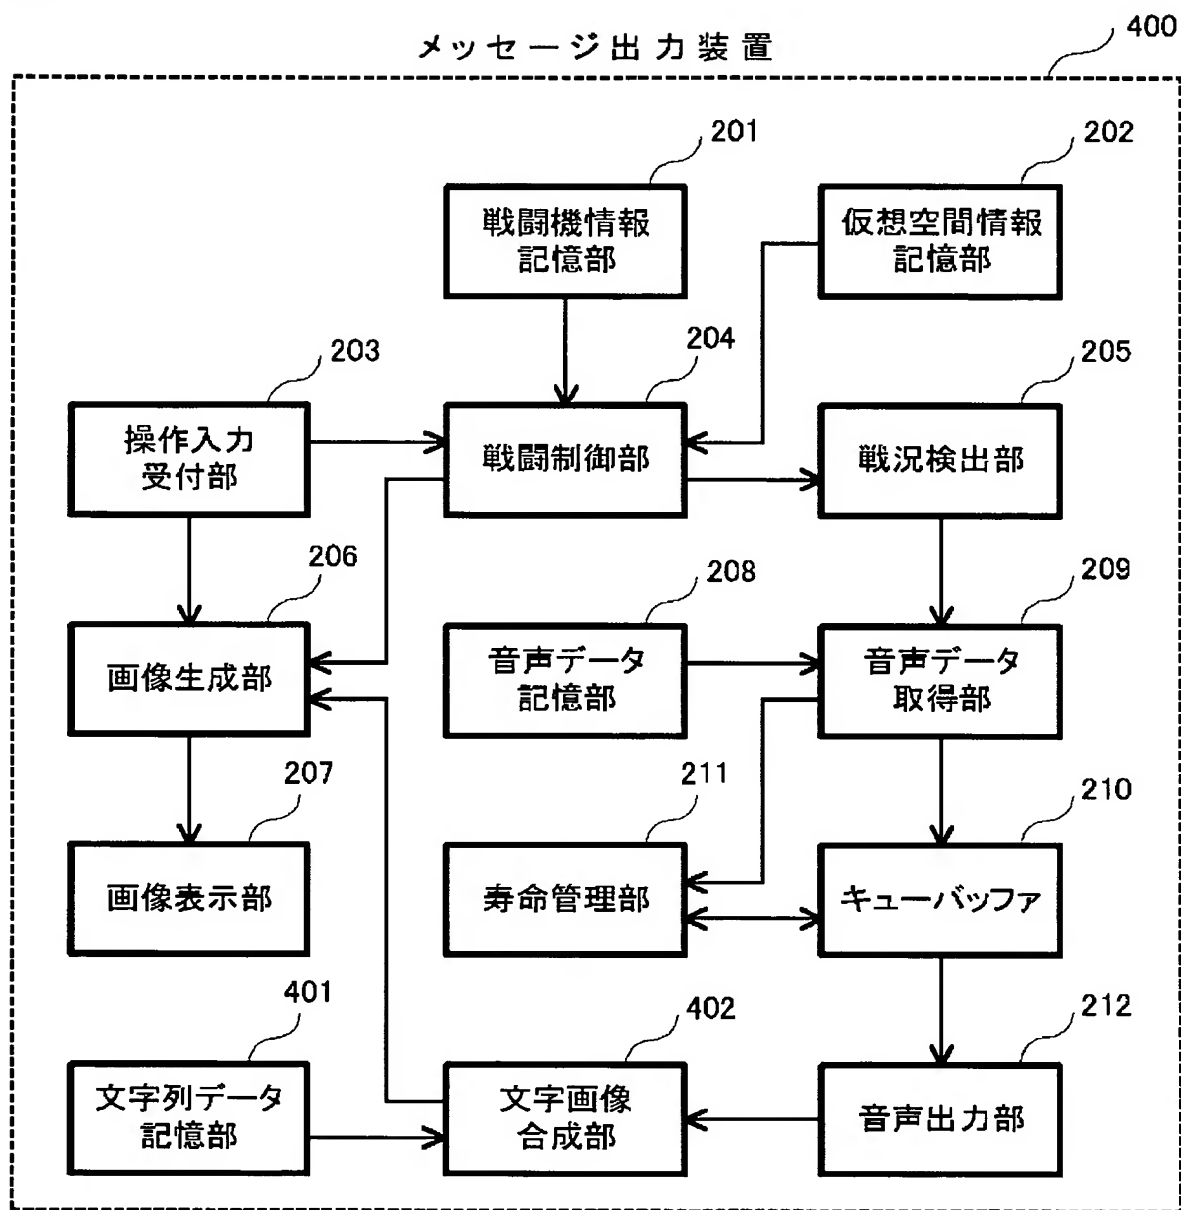 400
メッセージ出力装置
201
202
戦闘機情報
記憶部
仮想空間情報
記憶部
203
204
205
操作入力
受付部
戦闘制御部
戦況検出部
206
208
209
画像生成部
音声データ
記憶部
音声データ
取得部
207
211
210
画像表示部
寿命管理部
キューバッファ
401
402
212
文字列データ
記憶部
文字画像
合成部
音声出力部